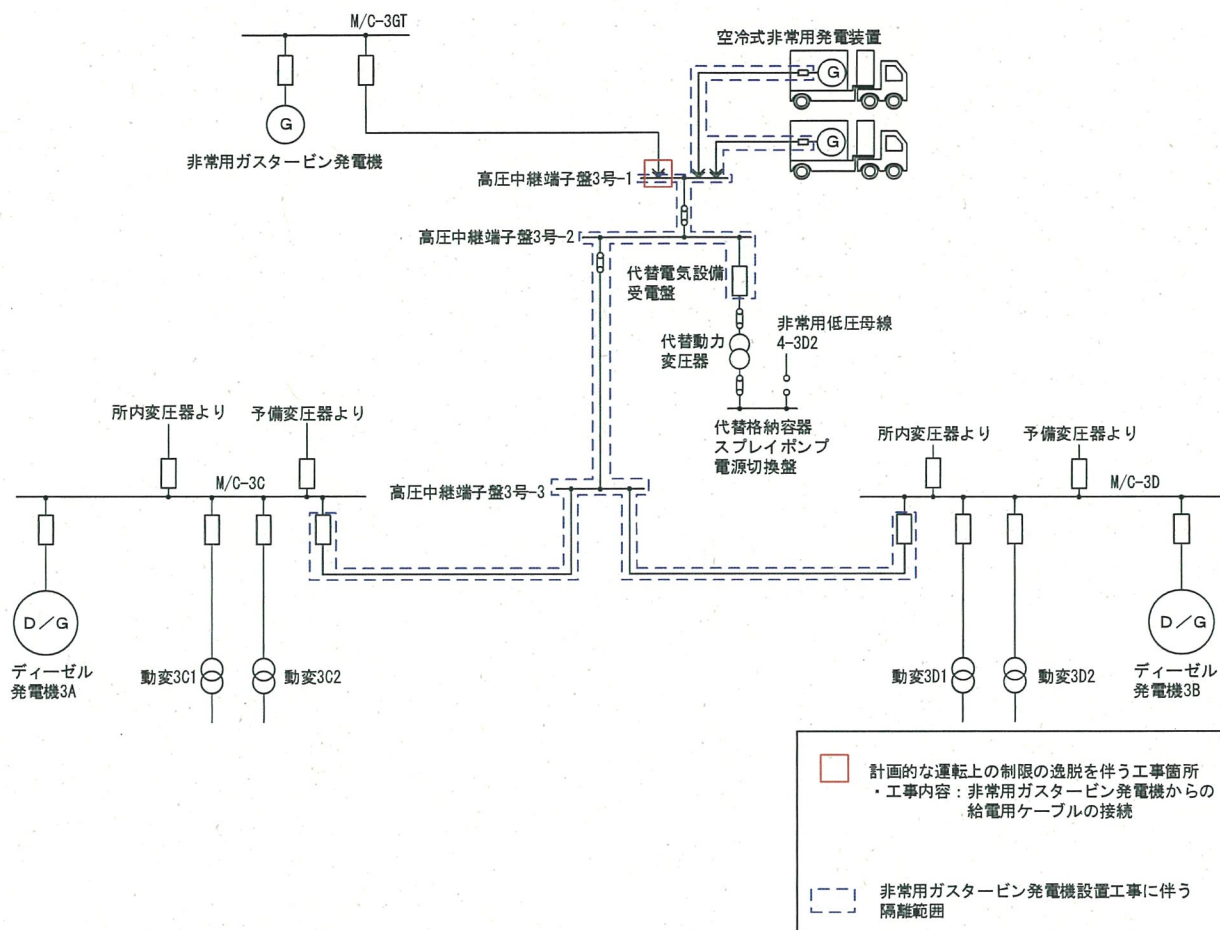 M/C-3GT
空冷式非常用発電装置
G
G
非常用ガスタービン発電機
G
高圧中継端子盤3号-1
高圧中継端子盤3号-2
代替電気設備
受電盤
非常用低圧母線
4-3D2
代替動力
変圧器
代替格納容器
スプレイポンプ
電源切換盤
所内変圧器より
予備変圧器より
所内変圧器より
予備変圧器より
M/C-3C
高圧中継端子盤3号-3
M/C-3D
D/G
D/G
ディーゼル
発電機3A
動変3C1
動変3C2
動変3D1
動変3D2
ディーゼル
発電機3B
計画的な運転上の制限の逸脱を伴う工事箇所
・工事内容：非常用ガスタービン発電機からの
給電用ケーブルの接続
非常用ガスタービン発電機設置工事に伴う
隔離範囲